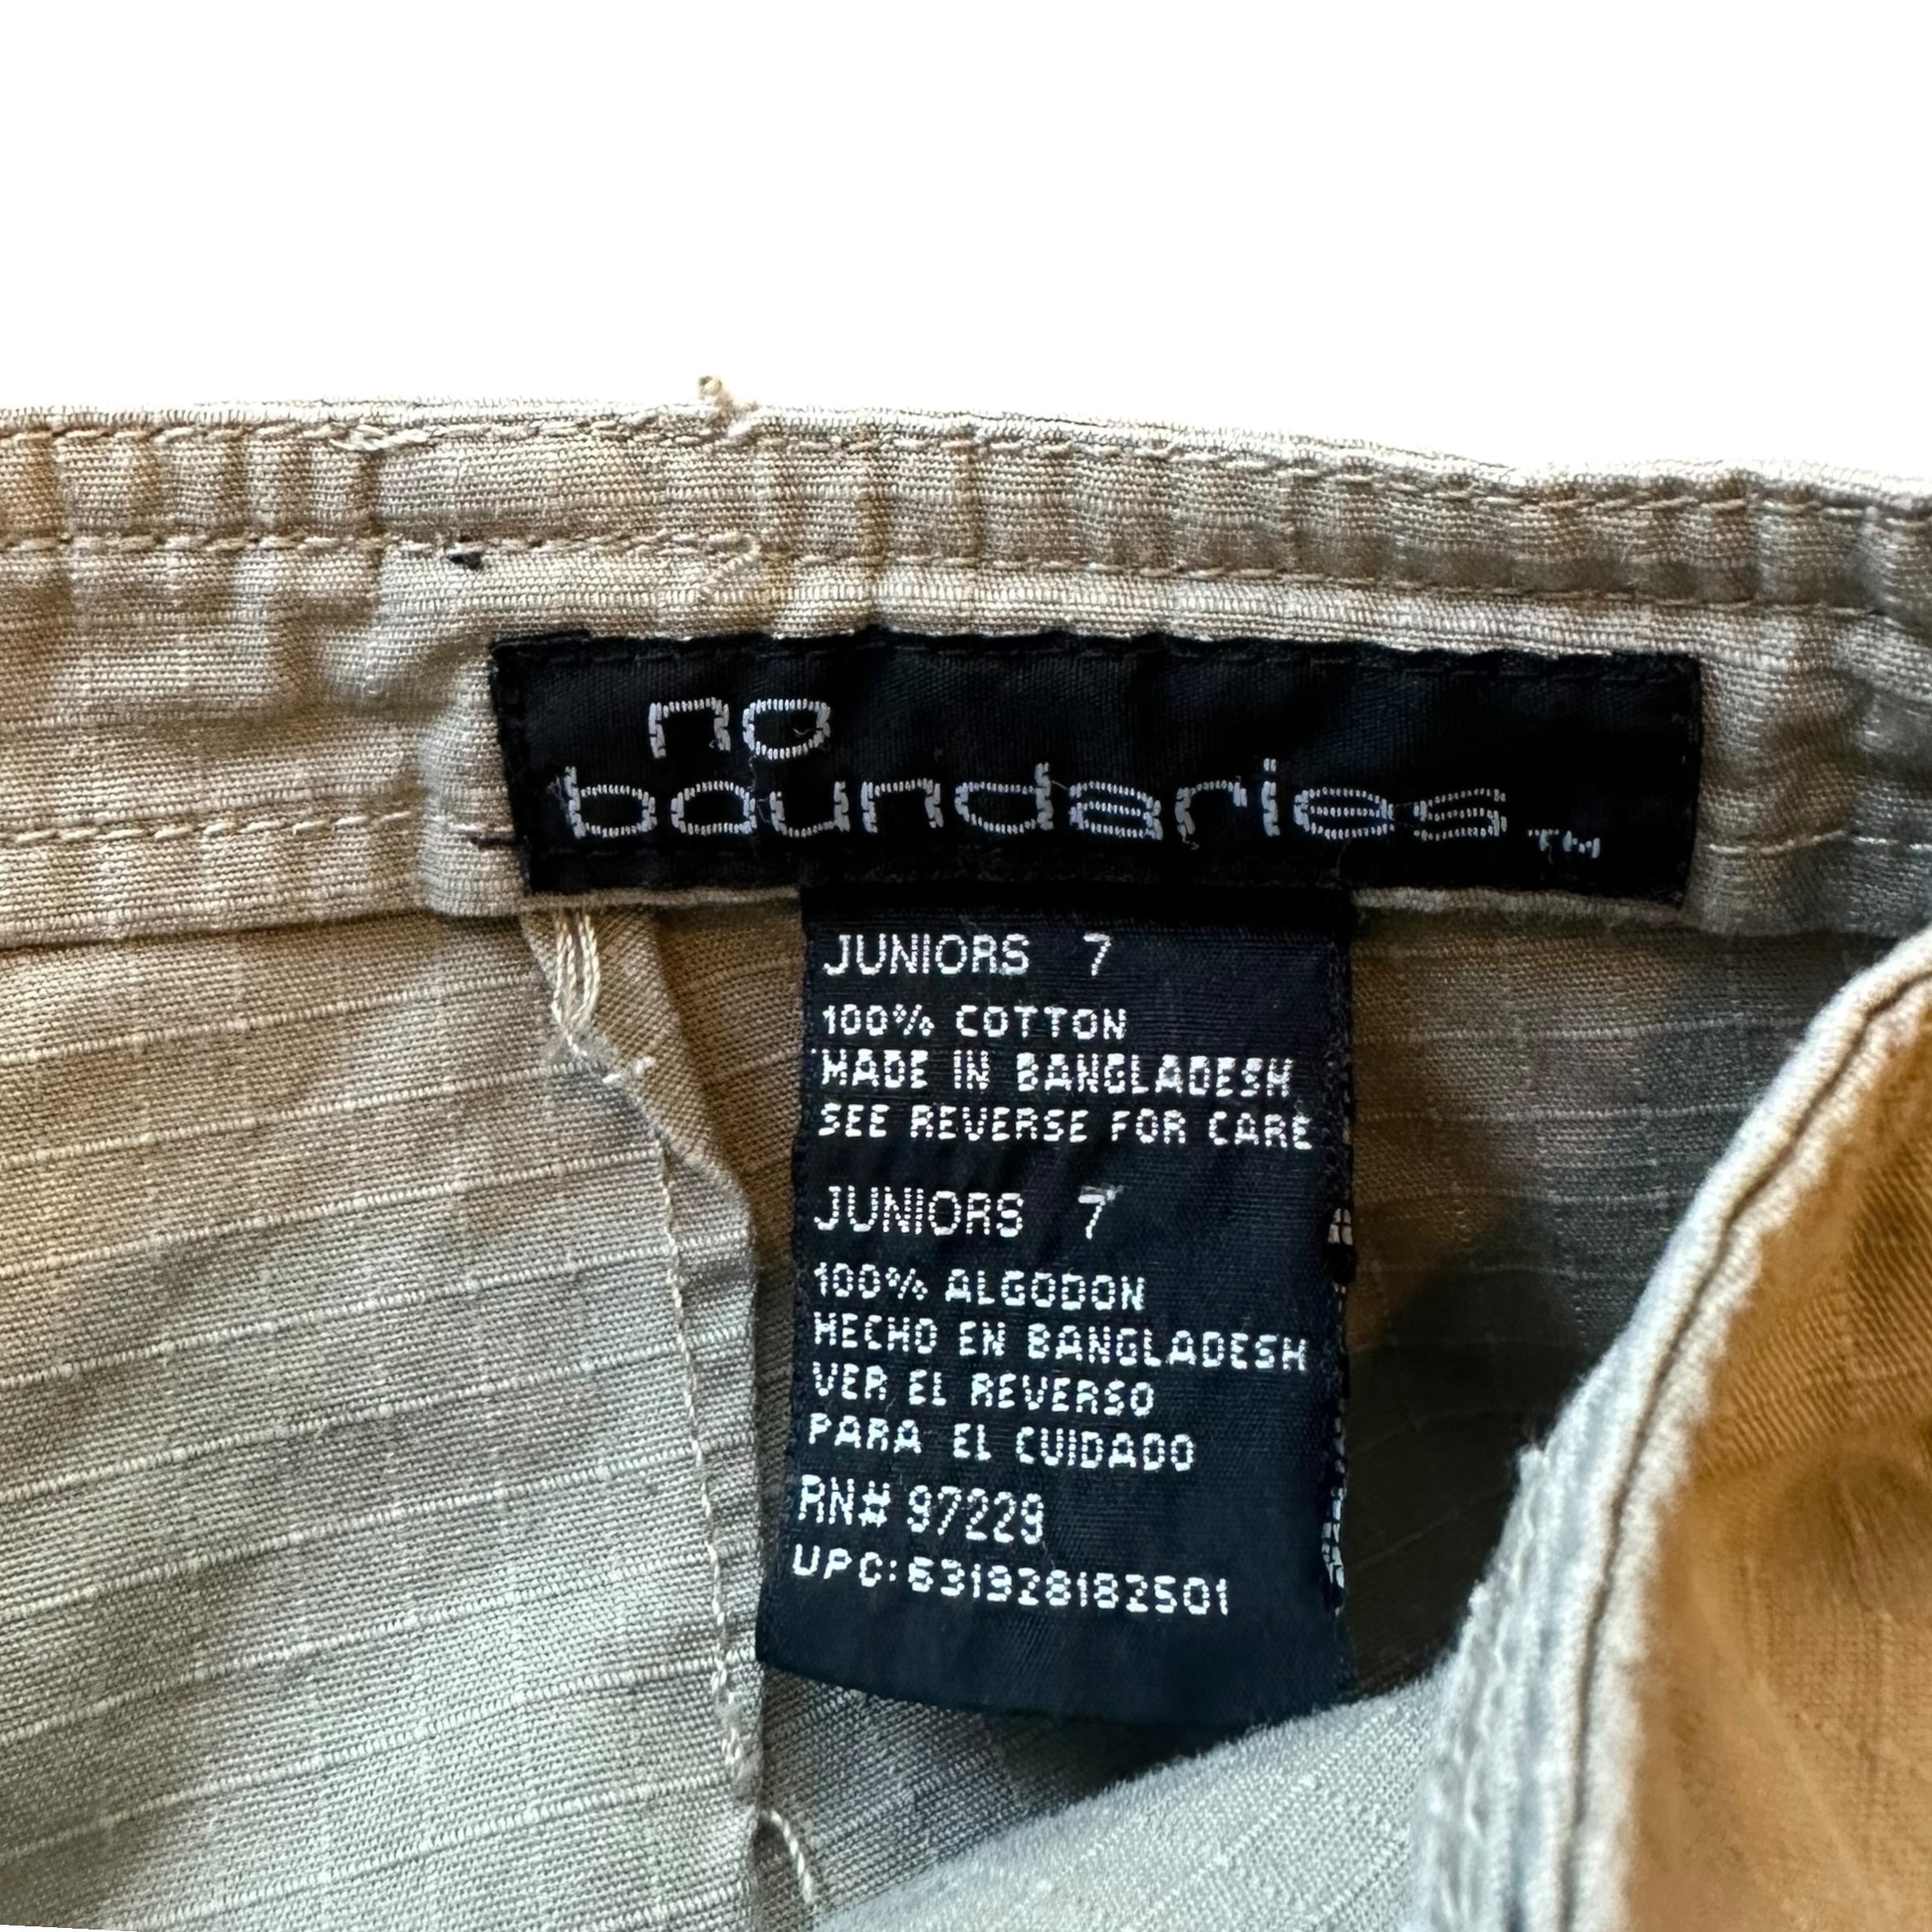 no
boundaries™
JUNIORS 7
100% COTTON
MADE IN BANGLADESH
SEE REVERSE FOR CARE
JUNIORS 7
100% ALGODON
HECHO EN BANGLADESH
VER EL REVERSO
PARA EL CUIDADO
RN# 97229
UPC:631928182501